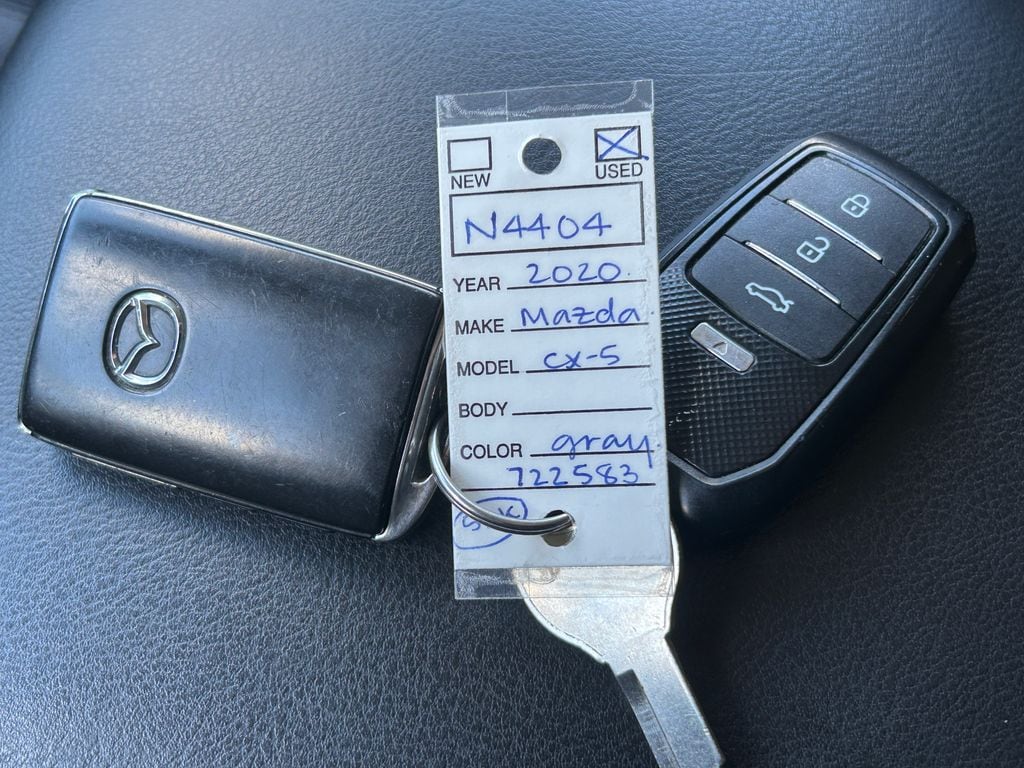 NEW USED
N4404
YEAR 2020.
MAKE Mazda.
MODEL cx-5
BODY
COLOR gray.
722583